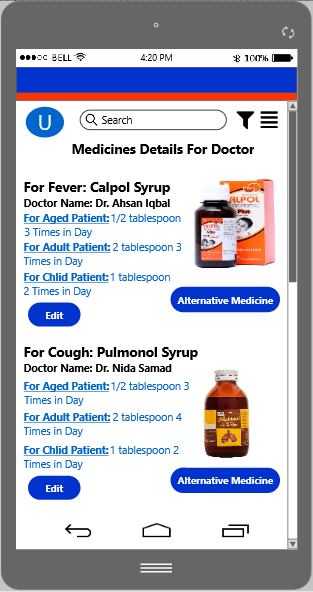 BELL 4:20 PM 100%
U
Search
Medicines Details For Doctor
For Fever: Calpol Syrup
Doctor Name: Dr. Ahsan Iqbal
For Aged Patient: 1/2 tablespoon
3 Times in Day
For Adult Patient: 2 tablespoon 3
Times in Day
For Chlid Patient: 1 tablespoon
2 Times in Day
CALPOL
Plus
Edit
Alternative Medicine
For Cough: Pulmonol Syrup
Doctor Name: Dr. Nida Samad
For Aged Patient: 1/2 tablespoon 3
Times in Day
For Adult Patient: 2 tablespoon 4
Times in Day
For Chlid Patient: 1 tablespoon 2
Times in Day
Edit
Alternative Medicine